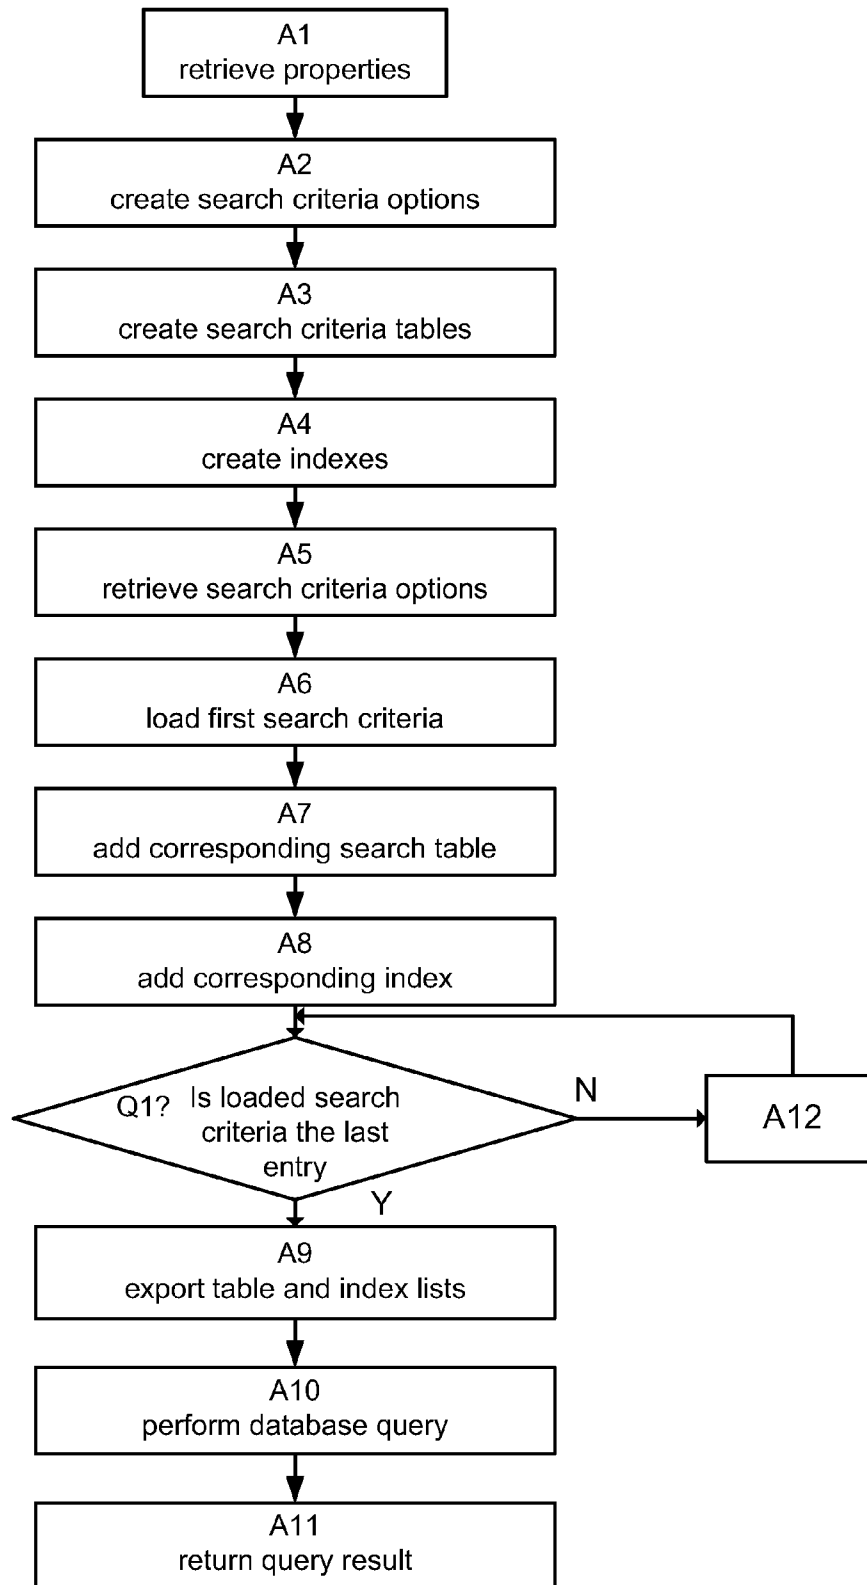 A1
retrieve properties
A2
create search criteria options
A3
create search criteria tables
A4
create indexes
A5
retrieve search criteria options
A6
load first search criteria
A7
add corresponding search table
A8
add corresponding index
Q1? Is loaded search
criteria the last
entry
N
A12
Y
A9
export table and index lists
A10
perform database query
A11
return query result